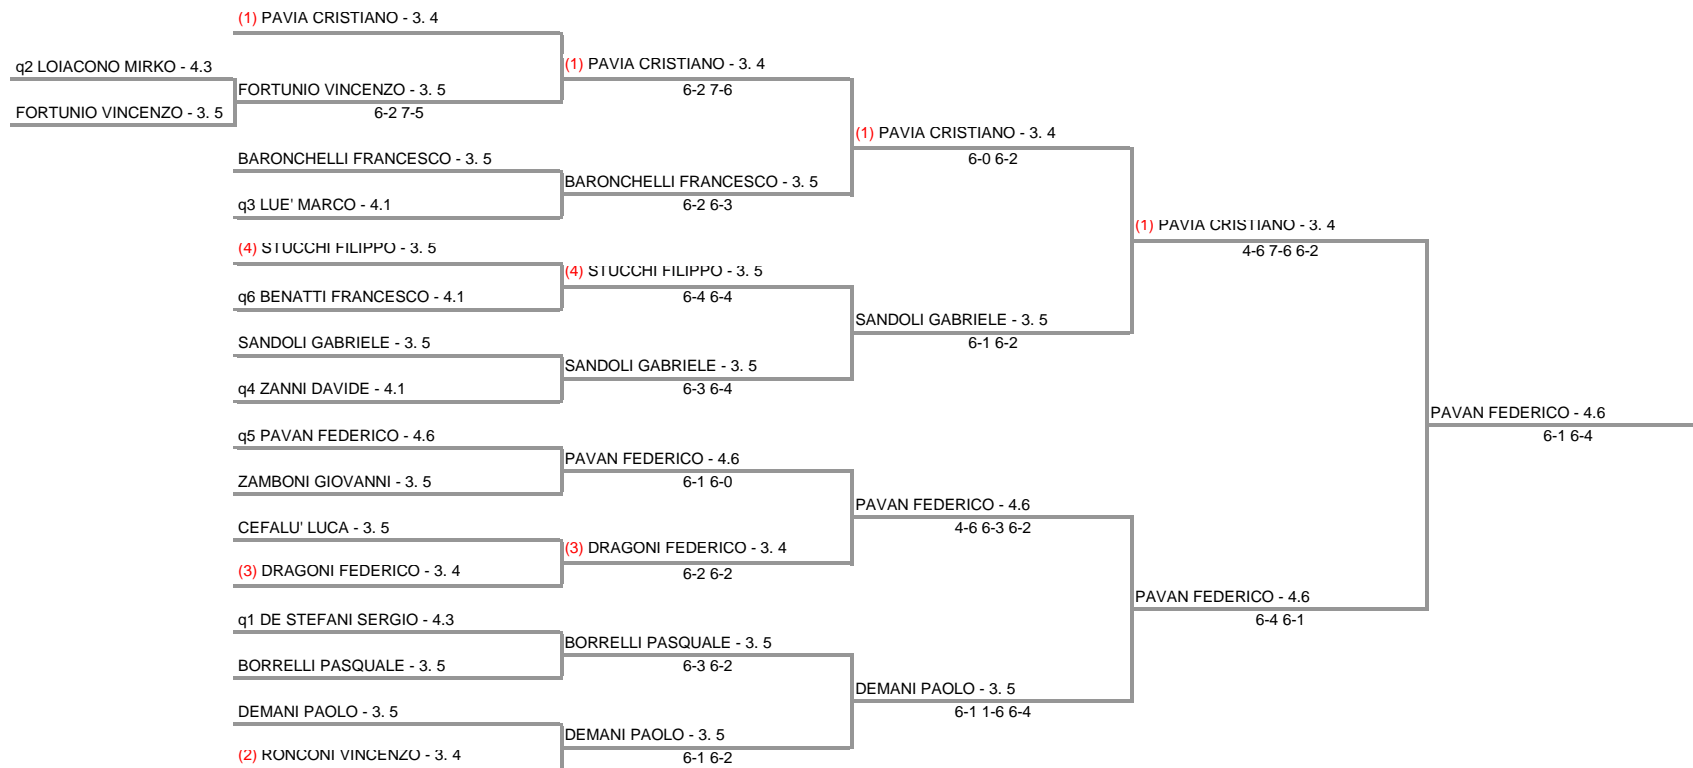 (1) PAVIA CRISTIANO - 3. 4
q2 LOIACONO MIRKO - 4.3
(1) PAVIA CRISTIANO - 3. 4
FORTUNIO VINCENZO - 3. 5
6-2 7-6
FORTUNIO VINCENZO - 3. 5
6-2 7-5
(1) PAVIA CRISTIANO - 3. 4
6-0 6-2
BARONCHELLI FRANCESCO - 3. 5
BARONCHELLI FRANCESCO - 3. 5
6-2 6-3
q3 LUE' MARCO - 4.1
(1) PAVIA CRISTIANO - 3. 4
4-6 7-6 6-2
(4) STUCCHI FILIPPO - 3. 5
(4) STUCCHI FILIPPO - 3. 5
6-4 6-4
q6 BENATTI FRANCESCO - 4.1
SANDOLI GABRIELE - 3. 5
6-1 6-2
SANDOLI GABRIELE - 3. 5
SANDOLI GABRIELE - 3. 5
6-3 6-4
q4 ZANNI DAVIDE - 4.1
PAVAN FEDERICO - 4.6
6-1 6-4
q5 PAVAN FEDERICO - 4.6
PAVAN FEDERICO - 4.6
6-1 6-0
ZAMBONI GIOVANNI - 3. 5
PAVAN FEDERICO - 4.6
4-6 6-3 6-2
CEFALU' LUCA - 3. 5
(3) DRAGONI FEDERICO - 3. 4
6-2 6-2
(3) DRAGONI FEDERICO - 3. 4
PAVAN FEDERICO - 4.6
6-4 6-1
q1 DE STEFANI SERGIO - 4.3
BORRELLI PASQUALE - 3. 5
6-3 6-2
BORRELLI PASQUALE - 3. 5
DEMANI PAOLO - 3. 5
6-1 1-6 6-4
DEMANI PAOLO - 3. 5
DEMANI PAOLO - 3. 5
6-1 6-2
(2) RONCONI VINCENZO - 3. 4